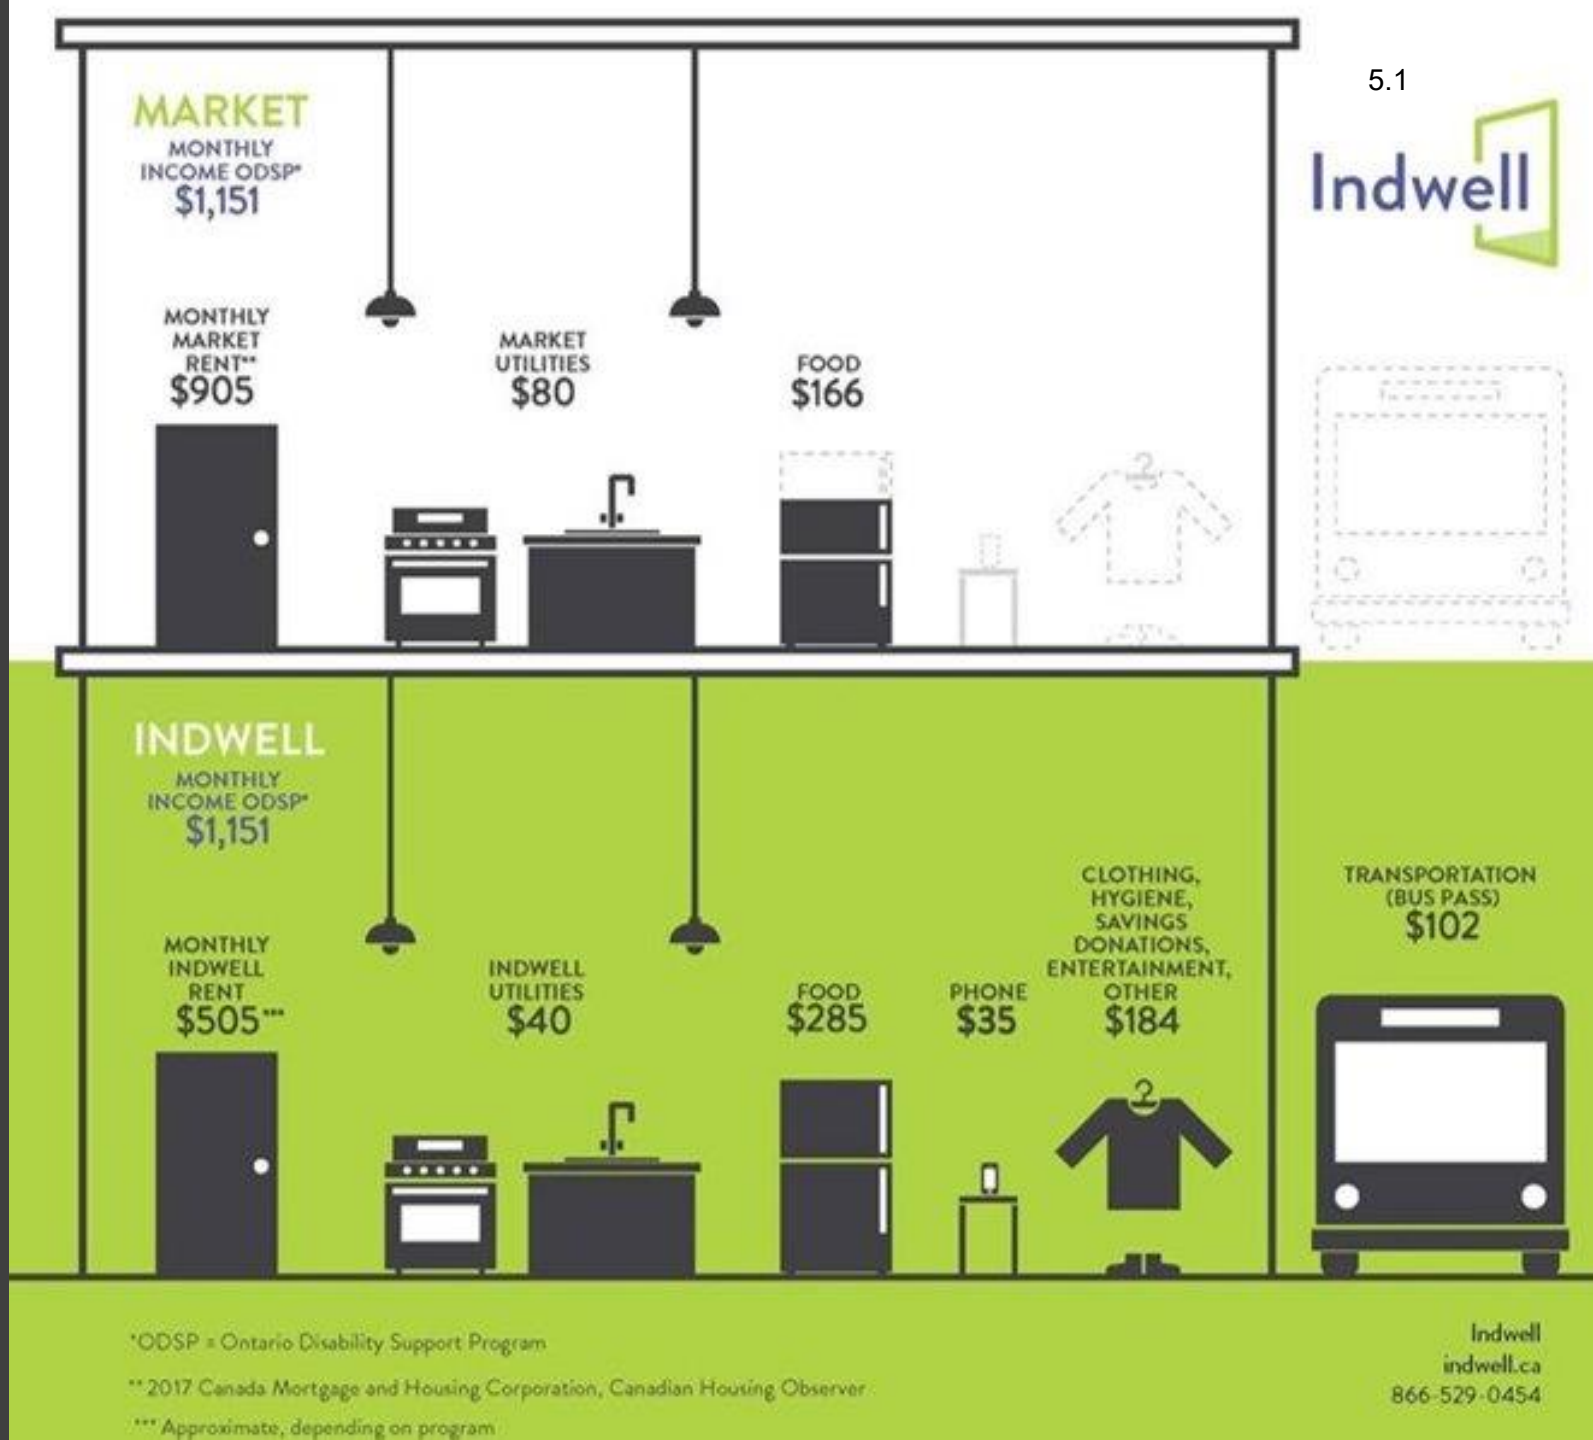 5.1
Indwell
MARKET
MONTHLY
INCOME ODSP*
$1,151
MONTHLY
MARKET
RENT**
$905
MARKET
UTILITIES
$80
FOOD
$166
INDWELL
MONTHLY
INCOME ODSP*
$1,151
MONTHLY
INDWELL
RENT
$505***
INDWELL
UTILITIES
$40
FOOD
$285
PHONE
$35
CLOTHING,
HYGIENE,
SAVINGS
DONATIONS,
ENTERTAINMENT,
OTHER
$184
TRANSPORTATION
(BUS PASS)
$102
*ODSP = Ontario Disability Support Program
** 2017 Canada Mortgage and Housing Corporation, Canadian Housing Observer
*** Approximate, depending on program
Indwell
indwell.ca
866-529-0454